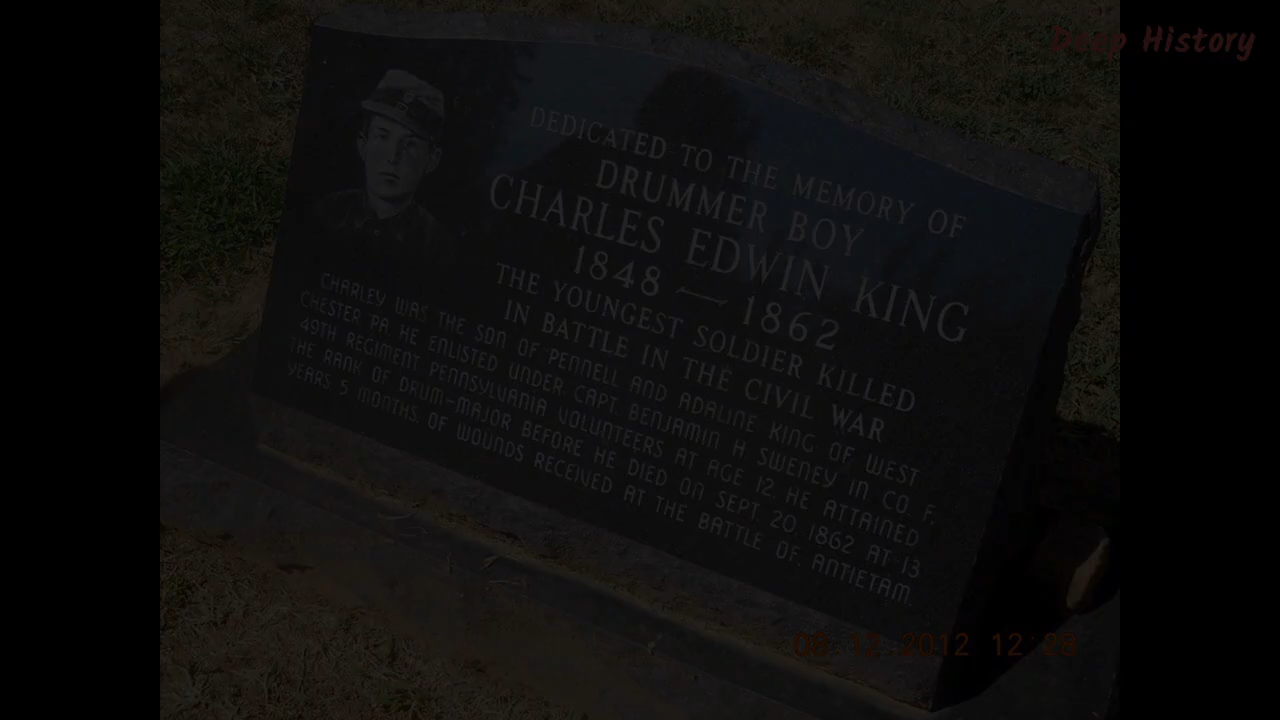 Deep History
DEDICATED TO THE MEMORY OF
DRUMMER BOY
CHARLES EDWIN KING
1848 — 1862
THE YOUNGEST SOLDIER KILLED
IN BATTLE IN THE CIVIL WAR
CHARLEY WAS THE SON OF PENNELL AND ADALINE KING OF WEST
CHESTER PA. HE ENLISTED UNDER CAPT. BENJAMIN H SWENEY IN CO. F.
49TH REGIMENT PENNSYLVANIA VOLUNTEERS AT AGE 12. HE ATTAINED
THE RANK OF DRUM-MAJOR BEFORE HE DIED ON SEPT. 20, 1862 AT 13
YEARS, 5 MONTHS, OF WOUNDS RECEIVED AT THE BATTLE OF ANTIETAM.
08 12 2012 12:28